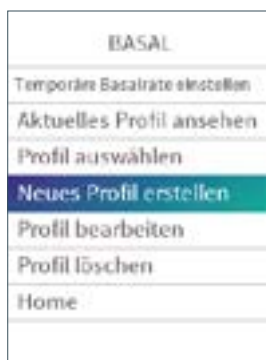 BASAL
Temporäre Basalrate einstellen
Aktuelles Profil ansehen
Profil auswählen
Neues Profil erstellen
Profil bearbeiten
Profil löschen
Home